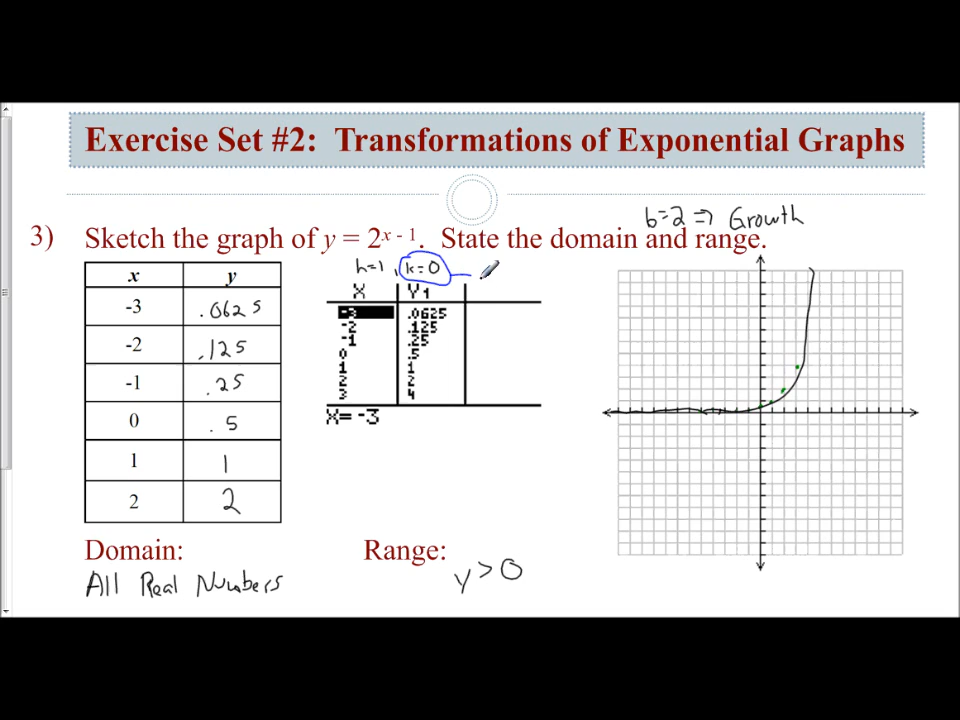 Exercise Set #2: Transformations of Exponential Graphs
b=2 ⇒ Growth
3) Sketch the graph of y = 2^(x - 1). State the domain and range.
h=1, k=0
x y
-3 .0625
-2 .125
-1 .25
0 .5
1 1
2 2
X Y1
-3 .0625
-2 .125
-1 .25
0 .5
1 1
2 2
3 4
X= -3
Domain: Range:
All Real Numbers y > 0